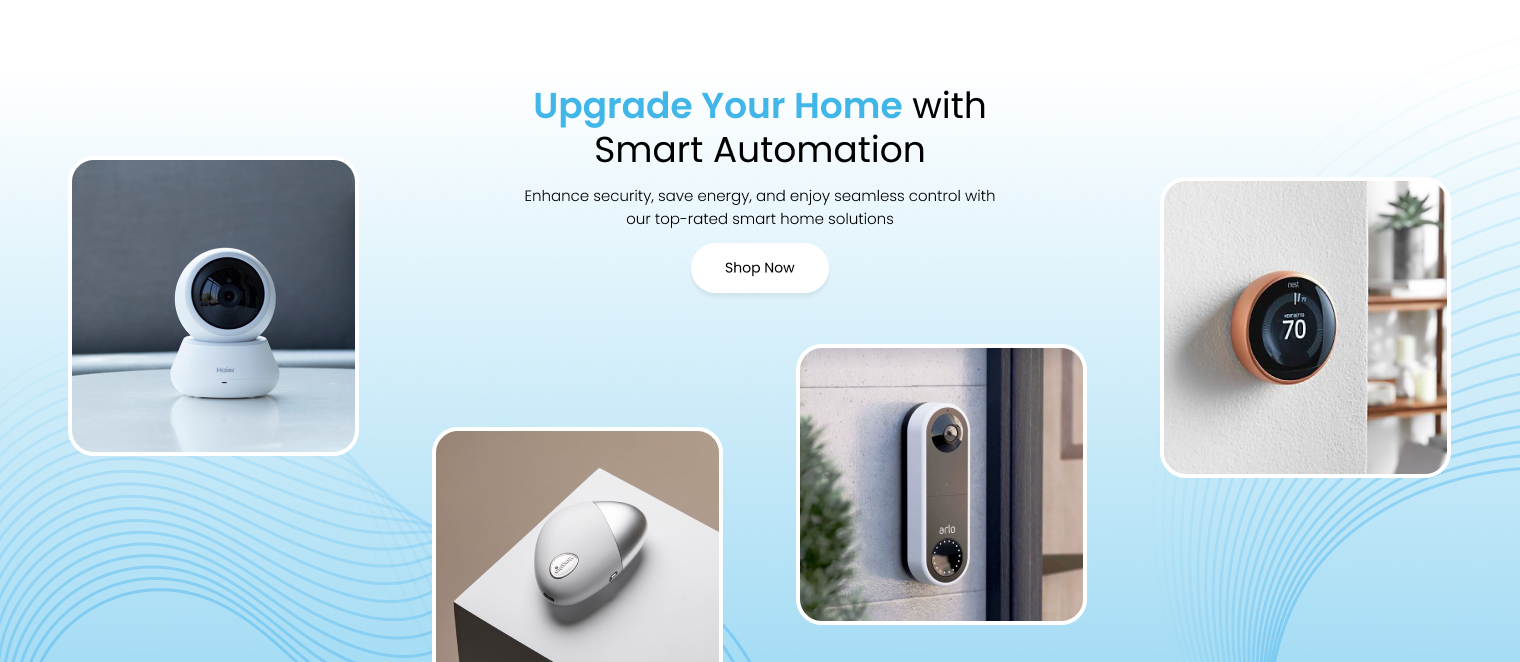 Upgrade Your Home with
Smart Automation
Enhance security, save energy, and enjoy seamless control with
our top-rated smart home solutions
Shop Now
Haier
arlo
nest
70